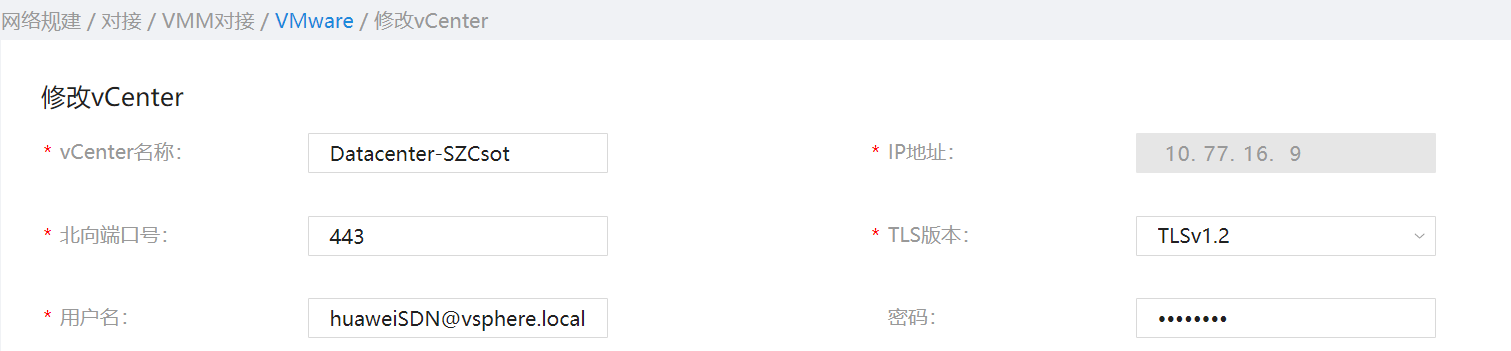 网络规建 / 对接 / VMM对接 / VMware / 修改vCenter
修改vCenter
* vCenter名称: Datacenter-SZCsot * IP地址: 10. 77. 16. 9
* 北向端口号: 443 * TLS版本: TLSv1.2
* 用户名: huaweiSDN@vsphere.local 密码: ••••••••